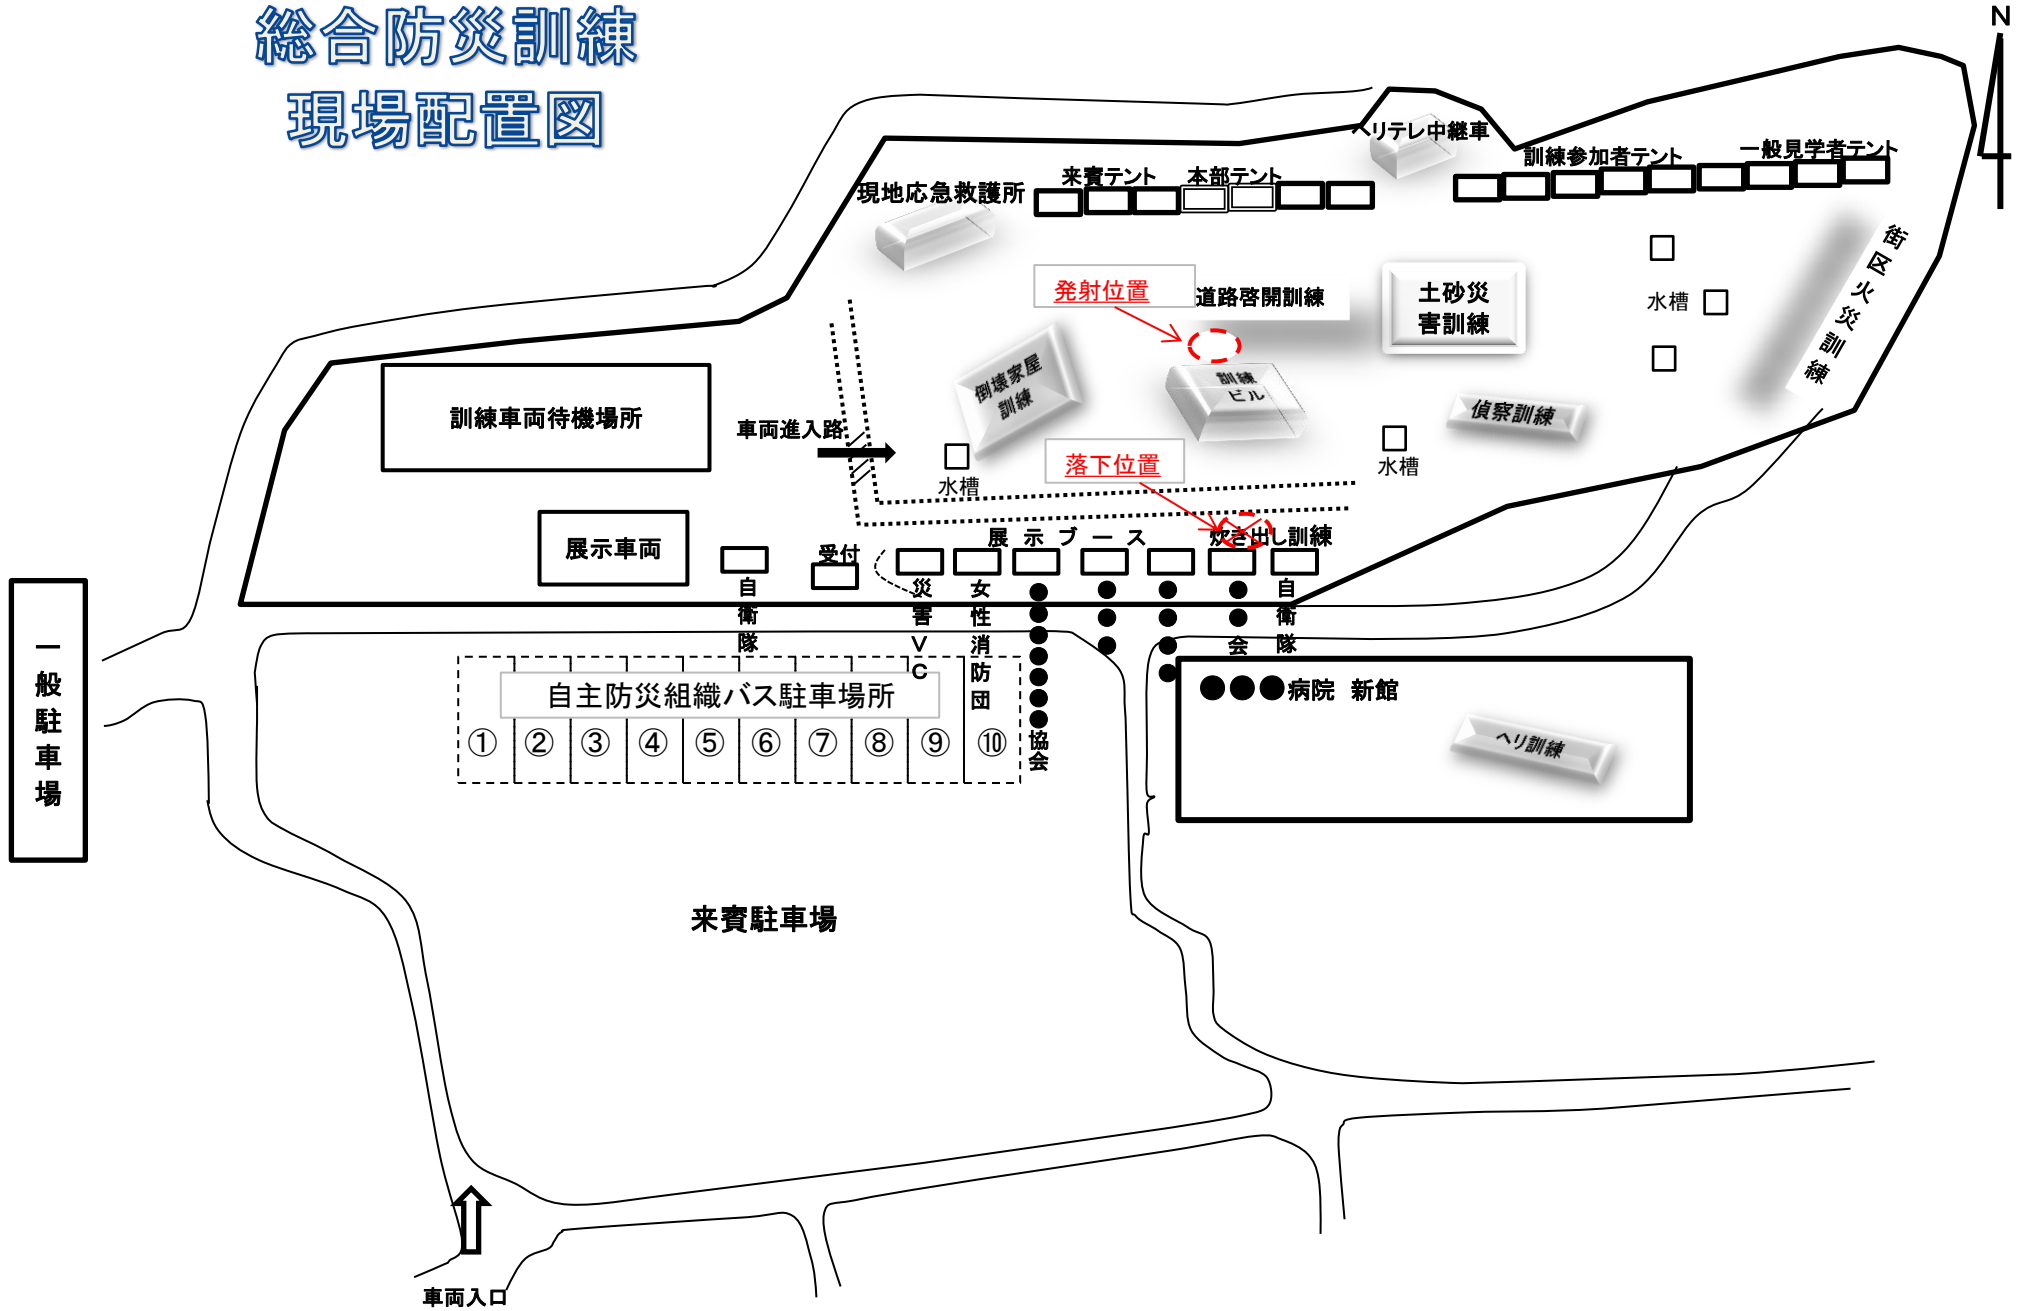 総合防災訓練
現場配置図
N
ヘリテレ中継車
訓練参加者テント
一般見学者テント
来賓テント
本部テント
現地応急救護所
街区火災訓練
発射位置
道路啓開訓練
土砂災
害訓練
水槽
倒壊家屋
訓練
訓練
ビル
偵察訓練
訓練車両待機場所
車両進入路
水槽
落下位置
水槽
展示車両
受付
展示ブース
炊き出し訓練
自衛隊
災害VC
女性消防団
●●●●●●●協会
●●●
●●●●
●●会
自衛隊
一般駐車場
自主防災組織バス駐車場所
① ② ③ ④ ⑤ ⑥ ⑦ ⑧ ⑨ ⑩
●●●病院 新館
ヘリ訓練
来賓駐車場
車両入口